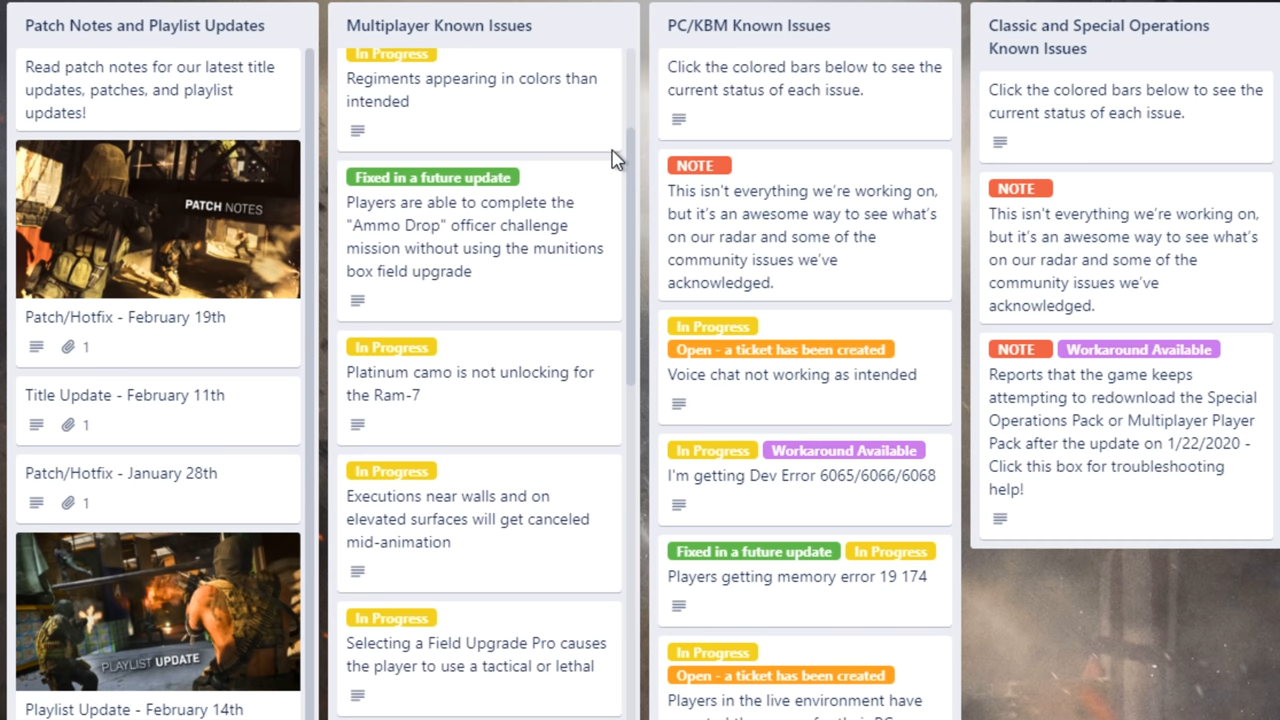 Patch Notes and Playlist Updates
Read patch notes for our latest title
updates, patches, and playlist
updates!
PATCH NOTES
Patch/Hotfix - February 19th
1
Title Update - February 11th
1
Patch/Hotfix - January 28th
1
PLAYLIST UPDATE
Playlist Update - February 14th
Multiplayer Known Issues
In Progress
Regiments appearing in colors than
intended
Fixed in a future update
Players are able to complete the
"Ammo Drop" officer challenge
mission without using the munitions
box field upgrade
In Progress
Platinum camo is not unlocking for
the Ram-7
In Progress
Executions near walls and on
elevated surfaces will get canceled
mid-animation
In Progress
Selecting a Field Upgrade Pro causes
the player to use a tactical or lethal
PC/KBM Known Issues
Click the colored bars below to see the
current status of each issue.
NOTE
This isn't everything we're working on,
but it's an awesome way to see what's
on our radar and some of the
community issues we've
acknowledged.
In Progress
Open - a ticket has been created
Voice chat not working as intended
In Progress Workaround Available
I'm getting Dev Error 6065/6066/6068
Fixed in a future update In Progress
Players getting memory error 19 174
In Progress
Open - a ticket has been created
Players in the live environment have
Classic and Special Operations
Known Issues
Click the colored bars below to see the
current status of each issue.
NOTE
This isn't everything we're working on,
but it's an awesome way to see what's
on our radar and some of the
community issues we've
acknowledged.
NOTE Workaround Available
Reports that the game keeps
attempting to redownload the Special
Operations Pack or Multiplayer Player
Pack after the update on 1/22/2020 -
Click this box for troubleshooting
help!